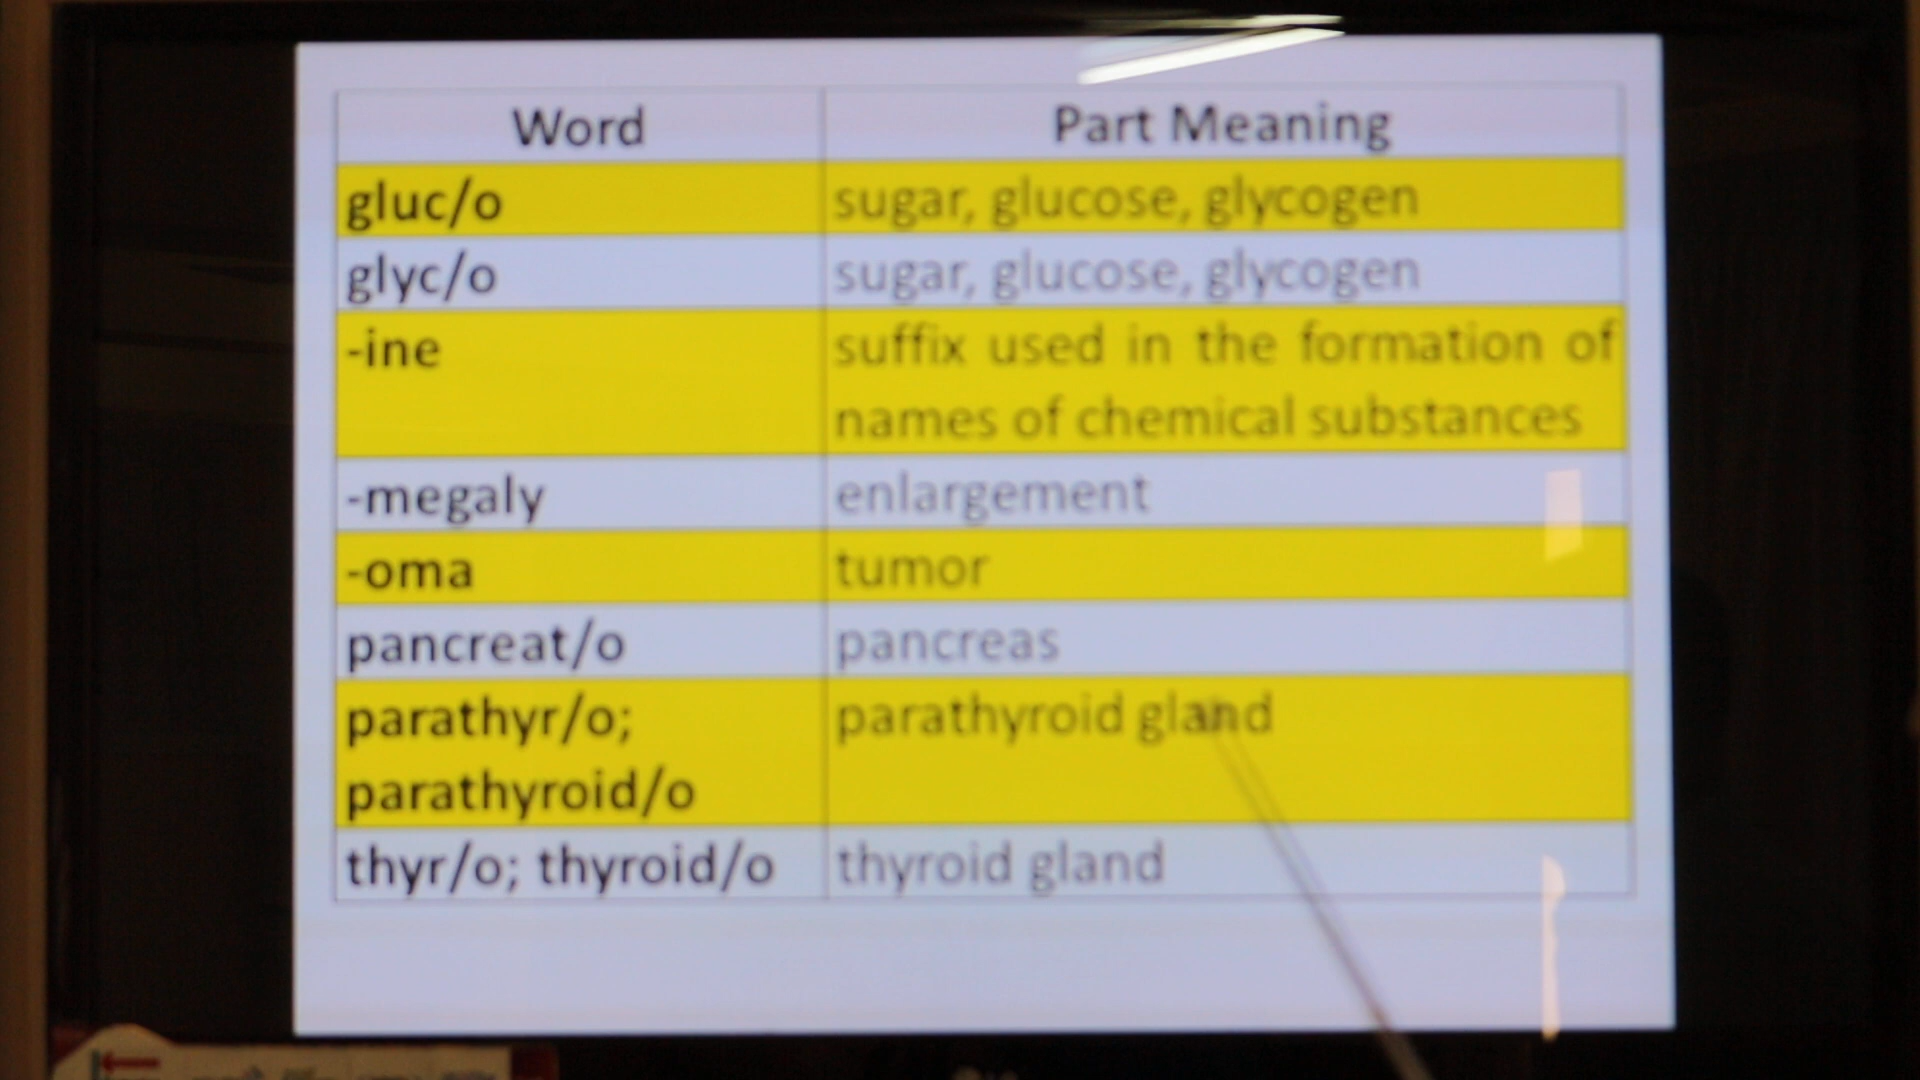 Word Part Meaning
gluc/o sugar, glucose, glycogen
glyc/o sugar, glucose, glycogen
-ine suffix used in the formation of
names of chemical substances
-megaly enlargement
-oma tumor
pancreat/o pancreas
parathyr/o; parathyroid gland
parathyroid/o
thyr/o; thyroid/o thyroid gland